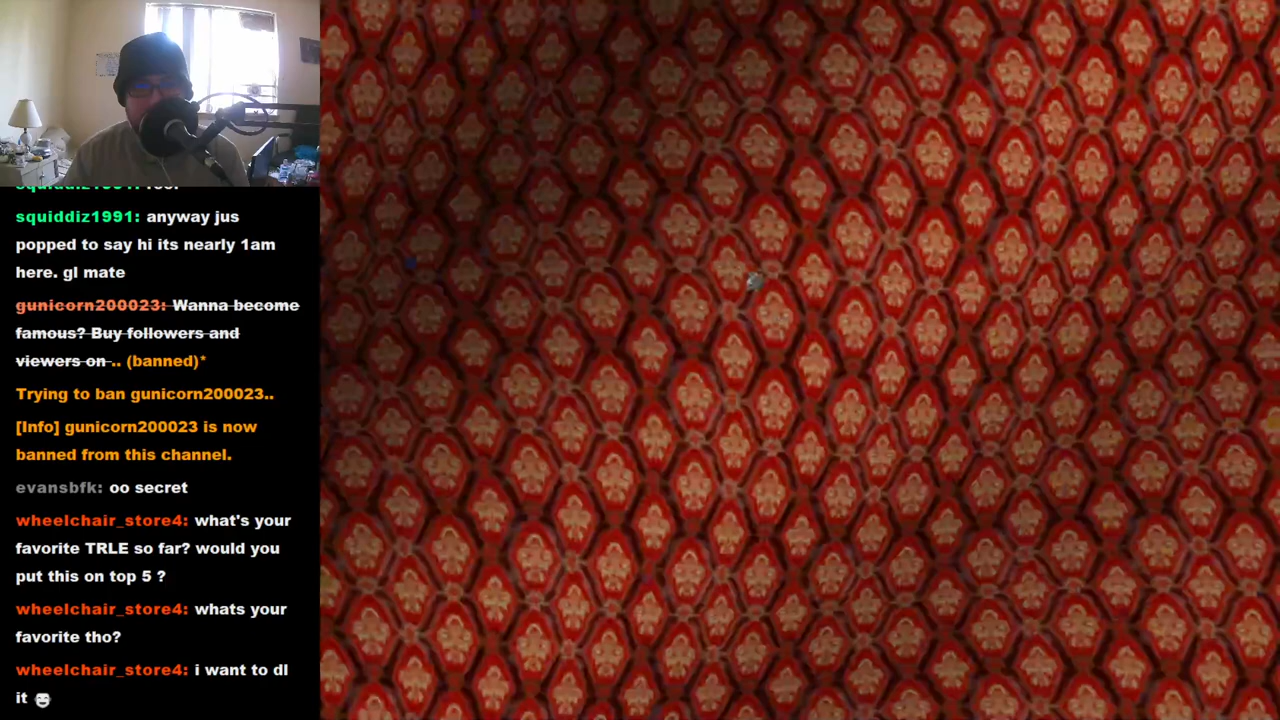 squiddiz1991: anyway jus
popped to say hi its nearly 1am
here. gl mate
gunicorn200023: Wanna become
famous? Buy followers and
viewers on .. (banned)*
Trying to ban gunicorn200023..
[Info] gunicorn200023 is now
banned from this channel.
evansbfk: oo secret
wheelchair_store4: what's your
favorite TRLE so far? would you
put this on top 5 ?
wheelchair_store4: whats your
favorite tho?
wheelchair_store4: i want to dl
it